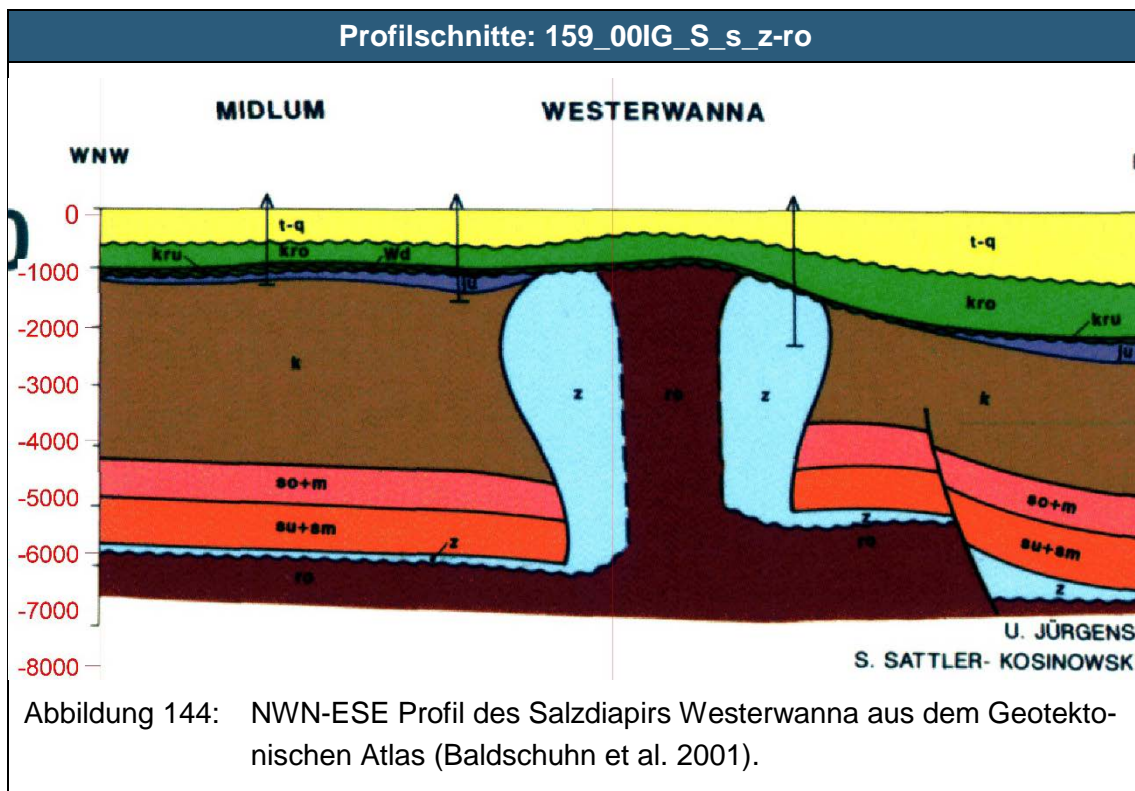 Profilschnitte: 159_00IG_S_s_z-ro
MIDLUM WESTERWANNA
WNW
0
-1000
-2000
-3000
-4000
-5000
-6000
-7000
-8000
t-q t-q
kru kro Wd
ju
kro
kru
ju
k k
z ro z
so+m so+m
su+sm su+sm
z z z
ro ro
U. JÜRGENS
S. SATTLER- KOSINOWSK
Abbildung 144: NWN-ESE Profil des Salzdiapirs Westerwanna aus dem Geotekto-
nischen Atlas (Baldschuhn et al. 2001).